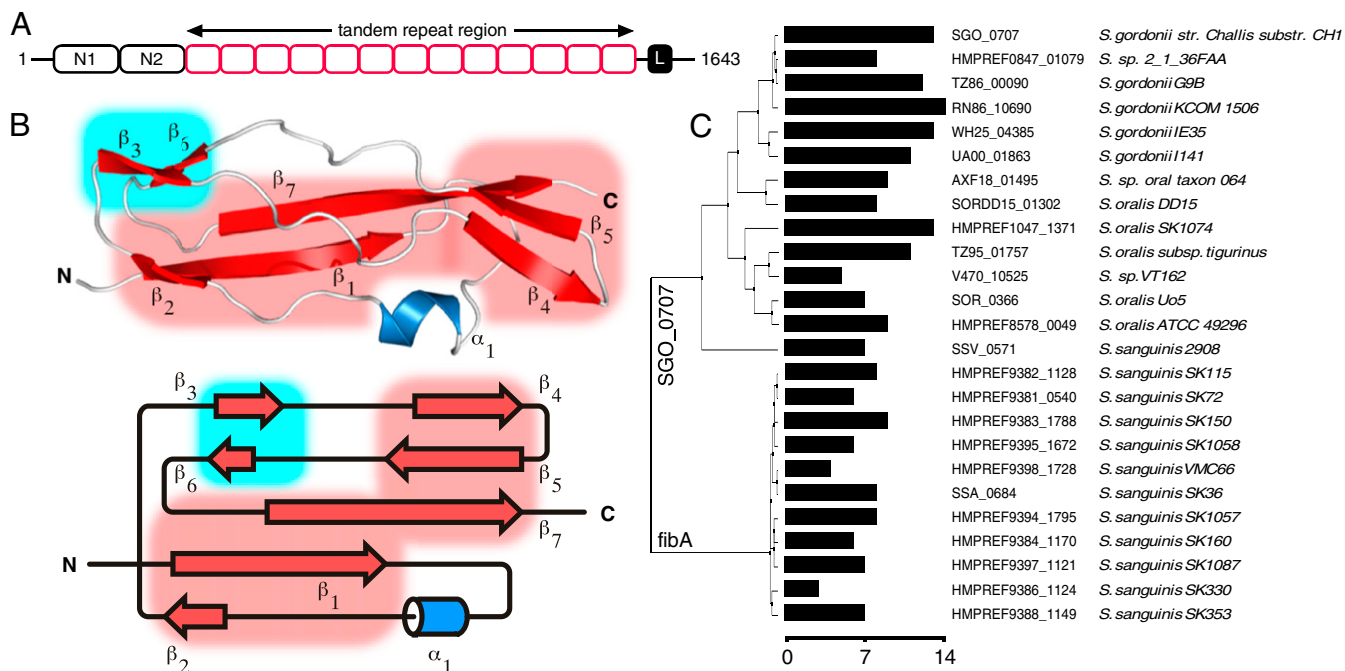 A
tandem repeat region
1
N1
N2
L
1643
B
β3
β6
β7
C
β5
N
β2
β1
β4
α1
β3
β4
β6
β5
β7
C
N
β1
β2
α1
C
SGO_0707
fibA
SGO_0707 S. gordonii str. Challis substr. CH1
HMPREF0847_01079 S. sp. 2_1_36FAA
TZ86_00090 S. gordonii G9B
RN86_10690 S. gordonii KCOM 1506
WH25_04385 S. gordonii IE35
UA00_01863 S. gordonii I141
AXF18_01495 S. sp. oral taxon 064
SORDD15_01302 S. oralis DD15
HMPREF1047_1371 S. oralis SK1074
TZ95_01757 S. oralis subsp. tigurinus
V470_10525 S. sp. VT162
SOR_0366 S. oralis Uo5
HMPREF8578_0049 S. oralis ATCC 49296
SSV_0571 S. sanguinis 2908
HMPREF9382_1128 S. sanguinis SK115
HMPREF9381_0540 S. sanguinis SK72
HMPREF9383_1788 S. sanguinis SK150
HMPREF9395_1672 S. sanguinis SK1058
HMPREF9398_1728 S. sanguinis VMC66
SSA_0684 S. sanguinis SK36
HMPREF9394_1795 S. sanguinis SK1057
HMPREF9384_1170 S. sanguinis SK160
HMPREF9397_1121 S. sanguinis SK1087
HMPREF9386_1124 S. sanguinis SK330
HMPREF9388_1149 S. sanguinis SK353
0 7 14